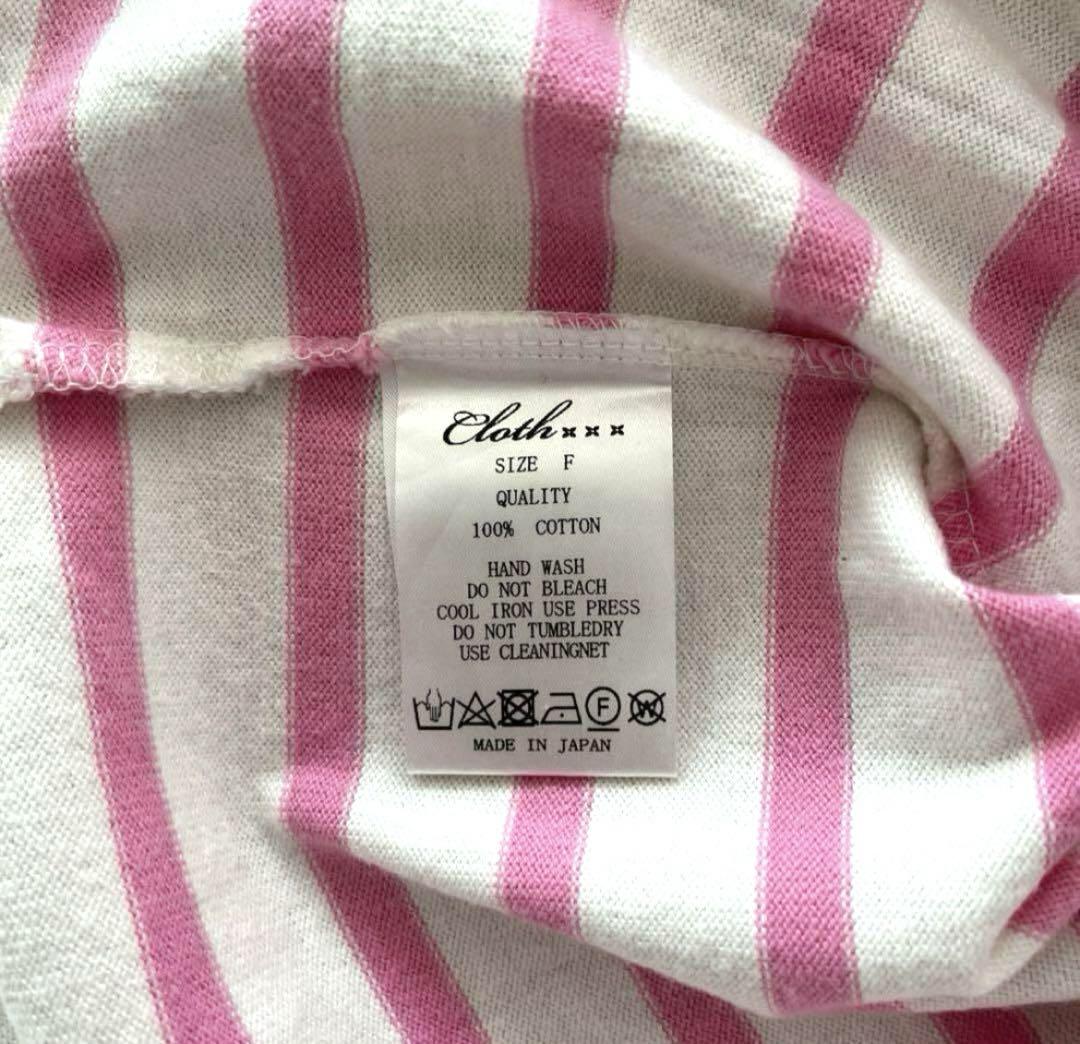 Cloth×××
SIZE F
QUALITY
100% COTTON
HAND WASH
DO NOT BLEACH
COOL IRON USE PRESS
DO NOT TUMBLEDRY
USE CLEANINGNET
F W
MADE IN JAPAN